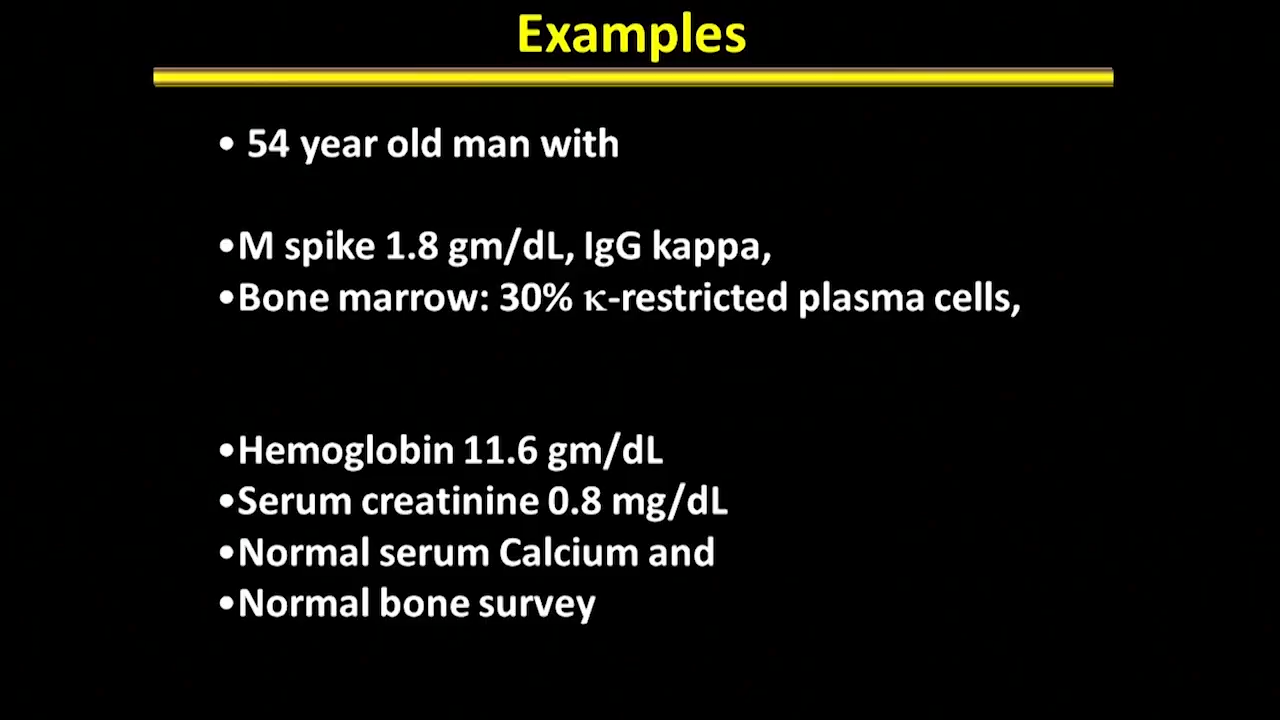 Examples
• 54 year old man with
•M spike 1.8 gm/dL, IgG kappa,
•Bone marrow: 30% κ-restricted plasma cells,
•Hemoglobin 11.6 gm/dL
•Serum creatinine 0.8 mg/dL
•Normal serum Calcium and
•Normal bone survey